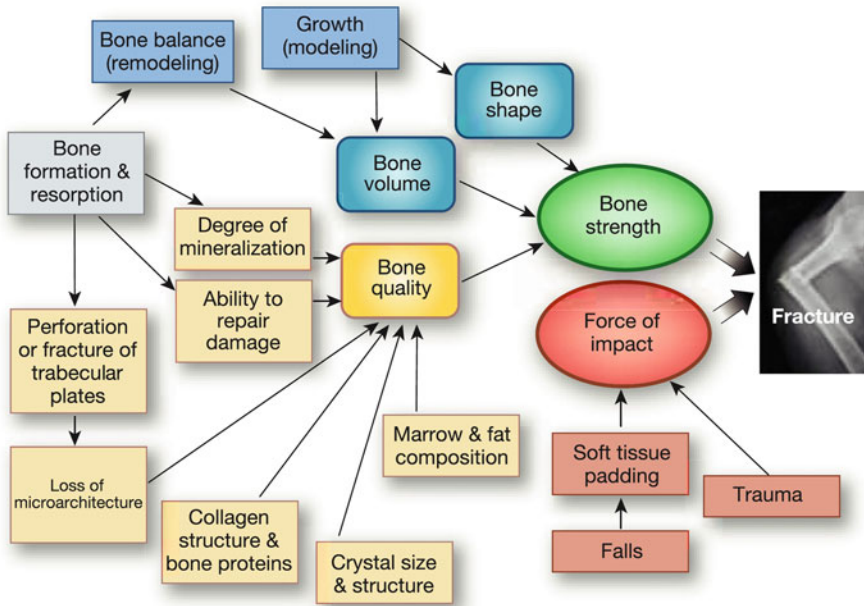 Bone balance
(remodeling)
Growth
(modeling)
Bone
shape
Bone
formation &
resorption
Bone
volume
Degree of
mineralization
Bone
strength
Bone
quality
Ability to
repair
damage
Perforation
or fracture of
trabecular
plates
Force of
impact
Fracture
Marrow & fat
composition
Soft tissue
padding
Loss of
microarchitecture
Trauma
Collagen
structure &
bone proteins
Crystal size
& structure
Falls